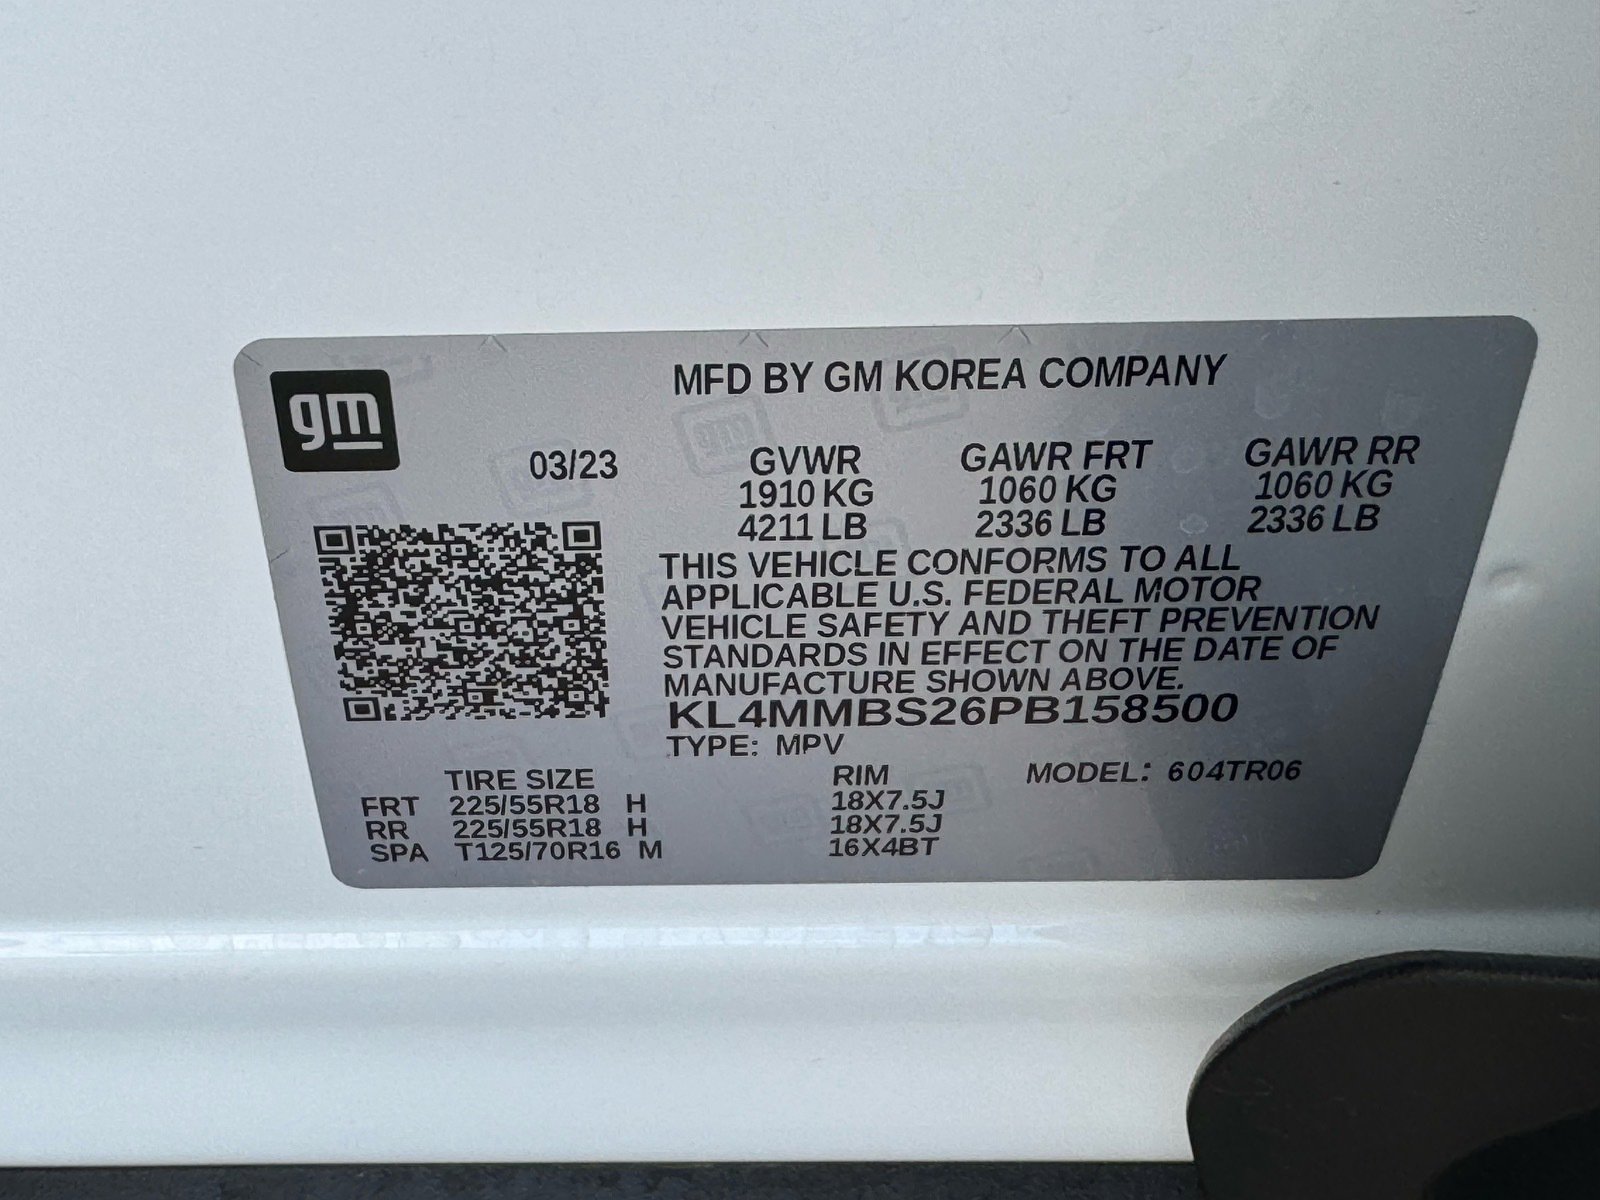 gm
MFD BY GM KOREA COMPANY
03/23 GVWR GAWR FRT GAWR RR
1910 KG 1060 KG 1060 KG
4211 LB 2336 LB 2336 LB
THIS VEHICLE CONFORMS TO ALL
APPLICABLE U.S. FEDERAL MOTOR
VEHICLE SAFETY AND THEFT PREVENTION
STANDARDS IN EFFECT ON THE DATE OF
MANUFACTURE SHOWN ABOVE.
KL4MMBS26PB158500
TYPE: MPV
TIRE SIZE RIM MODEL: 604TR06
FRT 225/55R18 H 18X7.5J
RR 225/55R18 H 18X7.5J
SPA T125/70R16 M 16X4BT